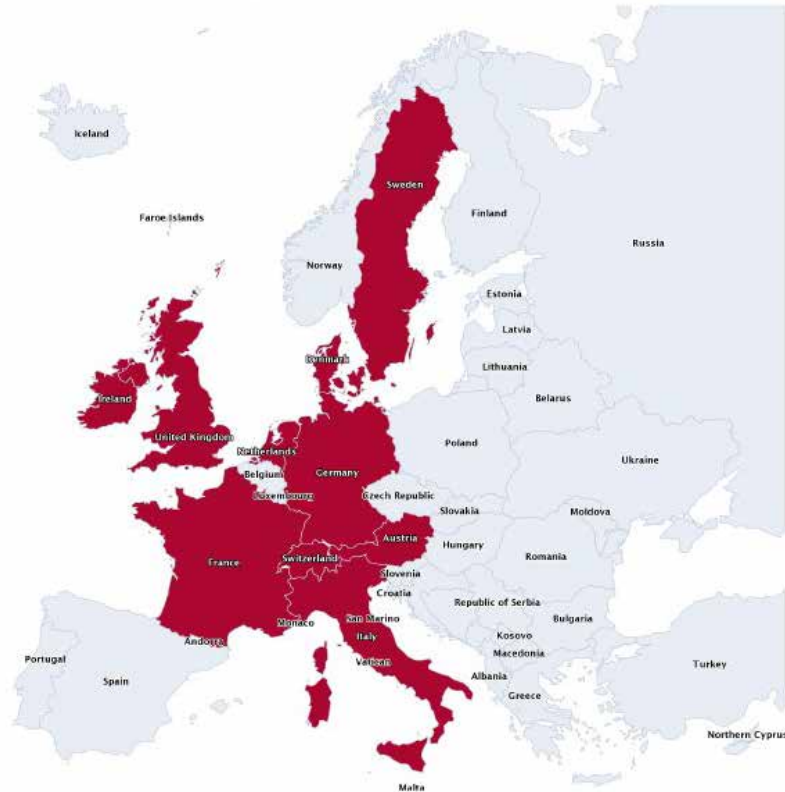 Iceland
Sweden
Faroe Islands
Finland
Russia
Norway
Estonia
Latvia
Denmark
Lithuania
Belarus
Ireland
United Kingdom
Netherlands
Poland
Ukraine
Belgium
Germany
Luxembourg
Czech Republic
Slovakia
Moldova
Austria
Hungary
France
Switzerland
Romania
Slovenia
Croatia
Republic of Serbia
San Marino
Monaco
Bulgaria
Italy
Kosovo
Andorra
Macedonia
Portugal
Vatican
Turkey
Spain
Albania
Greece
Northern Cyprus
Malta